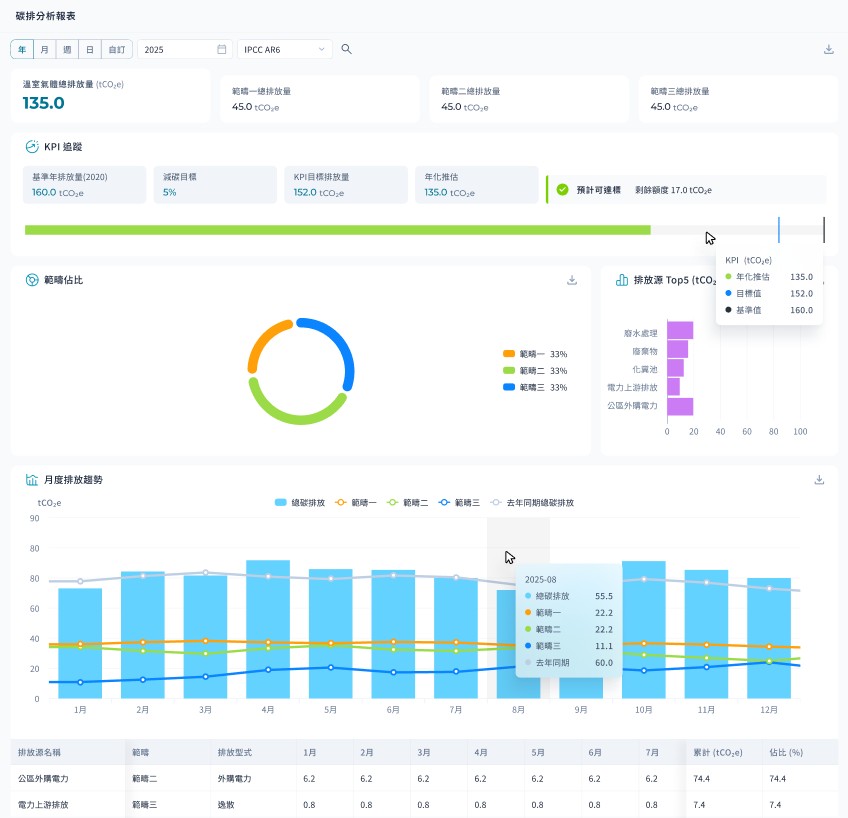 碳排分析報表
年 月 週 日 自訂 2025 IPCC AR6
溫室氣體總排放量 (tCO₂e)
135.0
範疇一總排放量
45.0 tCO₂e
範疇二總排放量
45.0 tCO₂e
範疇三總排放量
45.0 tCO₂e
KPI 追蹤
基準年排放量(2020)
160.0 tCO₂e
減碳目標
5%
KPI目標排放量
152.0 tCO₂e
年化推估
135.0 tCO₂e
預計可達標 剩餘額度 17.0 tCO₂e
KPI (tCO₂e)
年化推估 135.0
目標值 152.0
基準值 160.0
範疇佔比
範疇一 33%
範疇二 33%
範疇三 33%
排放源 Top5 (tCO₂
廢水處理
廢棄物
化糞池
電力上游排放
公區外購電力
0 20 40 60 80 100
月度排放趨勢
tCO₂e
總碳排放 範疇一 範疇二 範疇三 去年同期總碳排放
90
80
80
60
40
20
0
1月 2月 3月 4月 5月 6月 7月 8月 9月 10月 11月 12月
2025-08
總碳排放 55.5
範疇一 22.2
範疇二 22.2
範疇三 11.1
去年同期 60.0
排放源名稱 範疇 排放型式 1月 2月 3月 4月 5月 6月 7月 累計 (tCO₂e) 佔比 (%)
公區外購電力 範疇二 外購電力 6.2 6.2 6.2 6.2 6.2 6.2 6.2 74.4 74.4
電力上游排放 範疇三 逸散 0.8 0.8 0.8 0.8 0.8 0.8 0.8 7.4 7.4